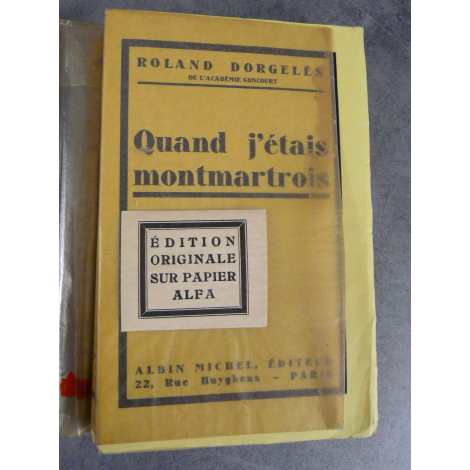 ROLAND DORGELÈS
DE L'ACADÉMIE GONCOURT
Quand j'étais
montmartrois
ÉDITION
ORIGINALE
SUR PAPIER
ALFA
ALBIN MICHEL, ÉDITEUR
22, Rue Huyghens – PARIS